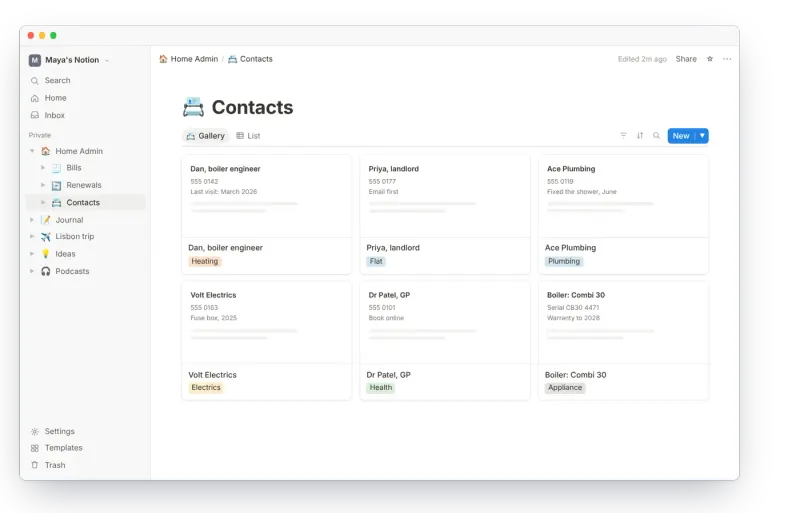 M Maya's Notion
Search
Home
Inbox
Private
Home Admin
Bills
Renewals
Contacts
Journal
Lisbon trip
Ideas
Podcasts
Settings
Templates
Trash
Home Admin / Contacts
Edited 2m ago Share
Contacts
Gallery List
New
Dan, boiler engineer
555 0142
Last visit: March 2026
Dan, boiler engineer
Heating
Priya, landlord
555 0177
Email first
Priya, landlord
Flat
Ace Plumbing
555 0119
Fixed the shower, June
Ace Plumbing
Plumbing
Volt Electrics
555 0163
Fuse box, 2025
Volt Electrics
Electrics
Dr Patel, GP
555 0101
Book online
Dr Patel, GP
Health
Boiler: Combi 30
Serial CB30 4471
Warranty to 2028
Boiler: Combi 30
Appliance